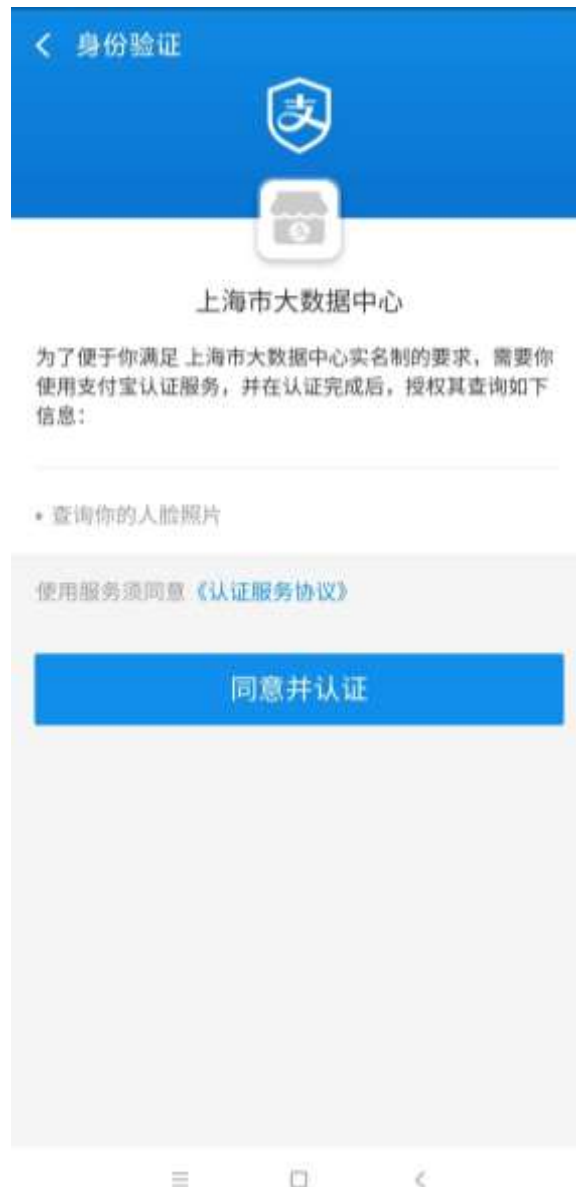 身份验证
支
上海市大数据中心
为了便于你满足 上海市大数据中心实名制的要求，需要你
使用支付宝认证服务，并在认证完成后，授权其查询如下
信息：
• 查询你的人脸照片
使用服务须同意《认证服务协议》
同意并认证